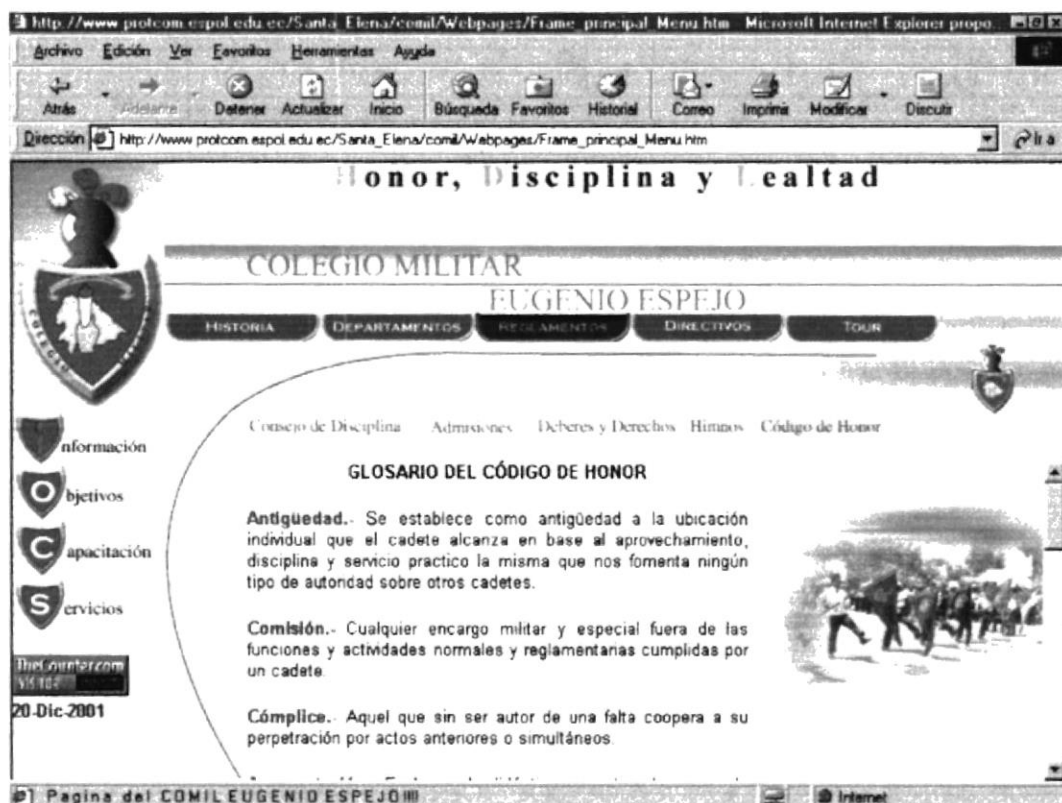 http://www.protcom.espol.edu.ec/Santa_Elena/comil/Webpages/Frame_principal_Menu.htm - Microsoft Internet Explorer propo
Archivo Edición Ver Favoritos Herramientas Ayuda
Atrás Adelante Detener Actualizar Inicio Búsqueda Favoritos Historial Correo Imprimir Modificar Discutir
Dirección http://www.protcom.espol.edu.ec/Santa_Elena/comil/Webpages/Frame_principal_Menu.htm Ir a
Honor, Disciplina y Lealtad
COLEGIO MILITAR
EUGENIO ESPEJO
HISTORIA DEPARTAMENTOS REGLAMENTOS DIRECTIVOS TOUR
COLEGIO
Consejo de Disciplina Admisiones Deberes y Derechos Himnos Código de Honor
Información
Objetivos
Capacitación
Servicios
TheCounter.com
VISITOR
20-Dic-2001
GLOSARIO DEL CÓDIGO DE HONOR
Antigüedad.- Se establece como antigüedad a la ubicación
individual que el cadete alcanza en base al aprovechamiento,
disciplina y servicio practico la misma que nos fomenta ningún
tipo de autoridad sobre otros cadetes.
Comisión.- Cualquier encargo militar y especial fuera de las
funciones y actividades normales y reglamentarias cumplidas por
un cadete.
Cómplice.- Aquel que sin ser autor de una falta coopera a su
perpetración por actos anteriores o simultáneos.
Pagina del COMIL EUGENIO ESPEJO!!!! Internet